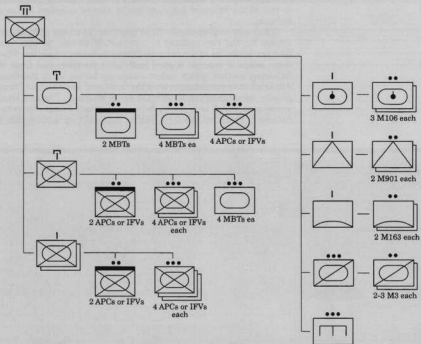 2 MBTs
4 MBTs ea
4 APCs or IFVs
2 APCs or IFVs
4 APCs or IFVs
each
4 MBTs ea
2 APCs or IFVs
4 APCs or IFVs
each
3 M106 each
2 M901 each
2 M163 each
2-3 M3 each